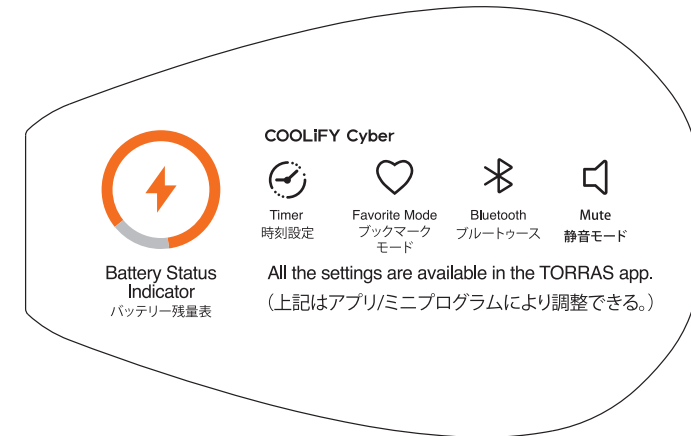 COOLiFY Cyber
Timer
時刻設定
Favorite Mode
ブックマーク
モード
Bluetooth
ブルートゥース
Mute
静音モード
Battery Status
Indicator
バッテリー残量表
All the settings are available in the TORRAS app.
（上記はアプリ/ミニプログラムにより調整できる。）